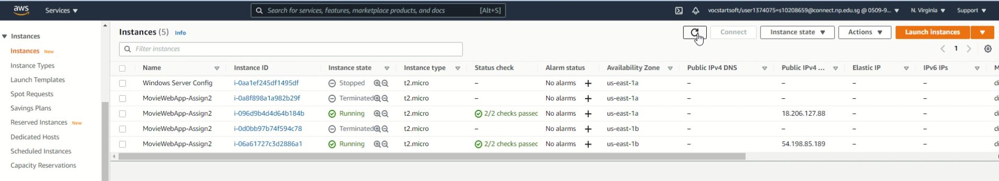 aws Services Search for services, features, marketplace products, and docs [Alt+S] vocstartsoft/user1374075=s10208659@connect.np.edu.sg @ 0509-9... N. Virginia Support
Instances
Instances New
Instance Types
Launch Templates
Spot Requests
Savings Plans
Reserved Instances New
Dedicated Hosts
Scheduled Instances
Capacity Reservations
Instances (5) Info Connect Instance state Actions Launch instances
Filter instances 1
Name Instance ID Instance state Instance type Status check Alarm status Availability Zone Public IPv4 DNS Public IPv4 ... Elastic IP IPv6 IPs M
Windows Server Config i-0aa1ef245df1495df Stopped t2.micro – No alarms + us-east-1a – – – – di
MovieWebApp-Assign2 i-0a8f898a1a982b29f Terminated t2.micro – No alarms + us-east-1a – – – – di
MovieWebApp-Assign2 i-096d9b4d4d64b184b Running t2.micro 2/2 checks passec No alarms + us-east-1a – 18.206.127.88 – – di
MovieWebApp-Assign2 i-0d0bb97b74f594c78 Terminated t2.micro – No alarms + us-east-1b – – – – di
MovieWebApp-Assign2 i-06a61727c3d2886a1 Running t2.micro 2/2 checks passec No alarms + us-east-1b – 54.198.85.189 – – di